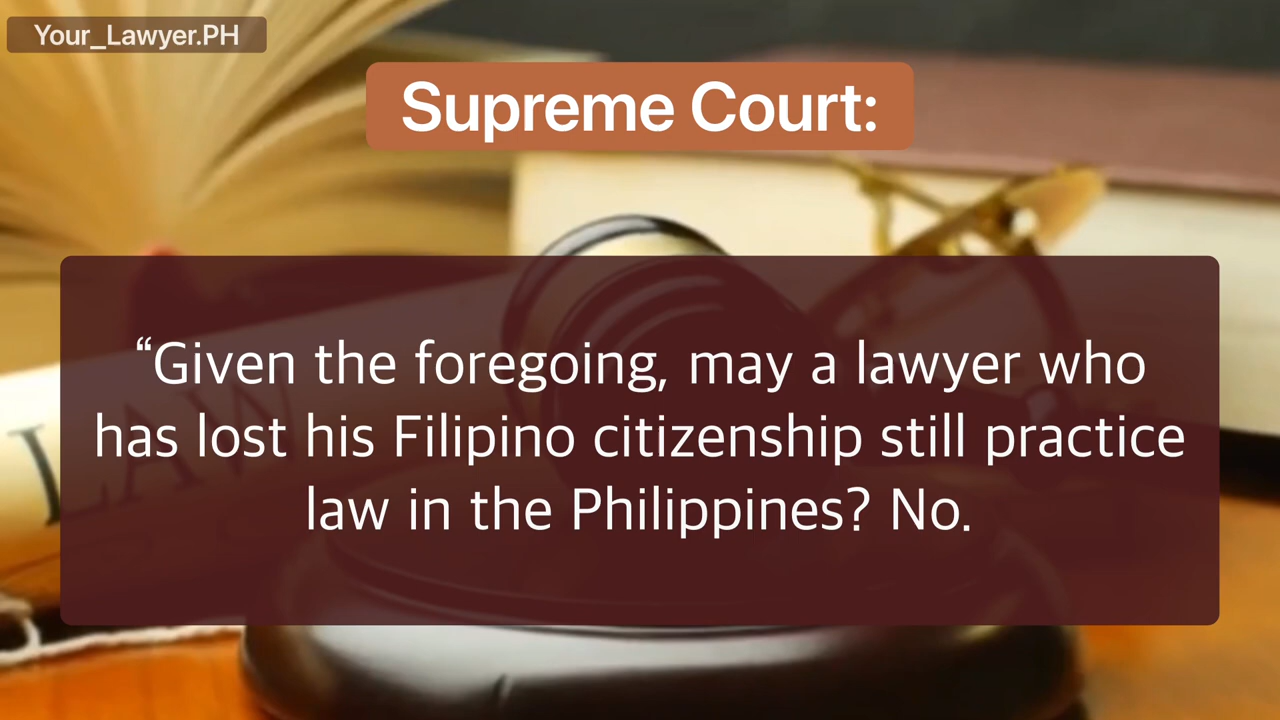 Your_Lawyer.PH
Supreme Court:
“Given the foregoing, may a lawyer who
has lost his Filipino citizenship still practice
law in the Philippines? No.
LAW